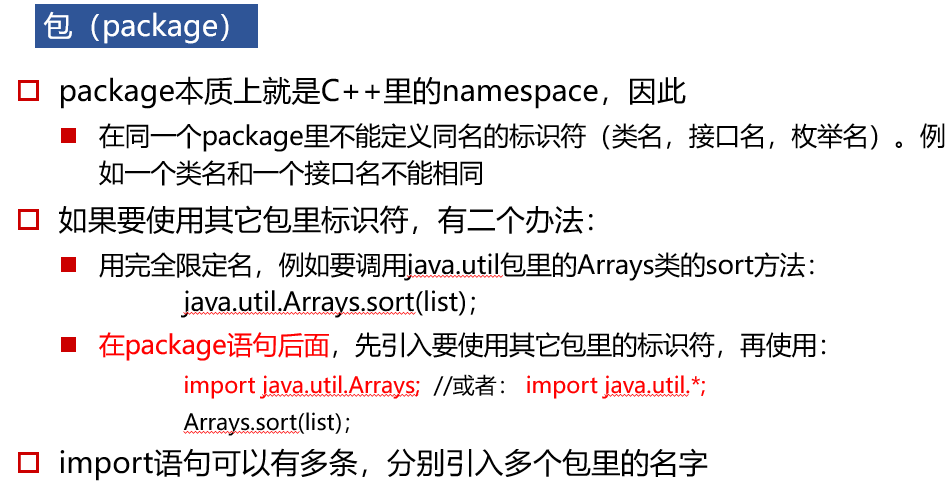 包（package）
package本质上就是C++里的namespace，因此
在同一个package里不能定义同名的标识符（类名，接口名，枚举名）。例
如一个类名和一个接口名不能相同
如果要使用其它包里标识符，有二个办法：
用完全限定名，例如要调用java.util包里的Arrays类的sort方法：
java.util.Arrays.sort(list)；
在package语句后面，先引入要使用其它包里的标识符，再使用：
import java.util.Arrays;  //或者： import java.util.*;
Arrays.sort(list)；
import语句可以有多条，分别引入多个包里的名字